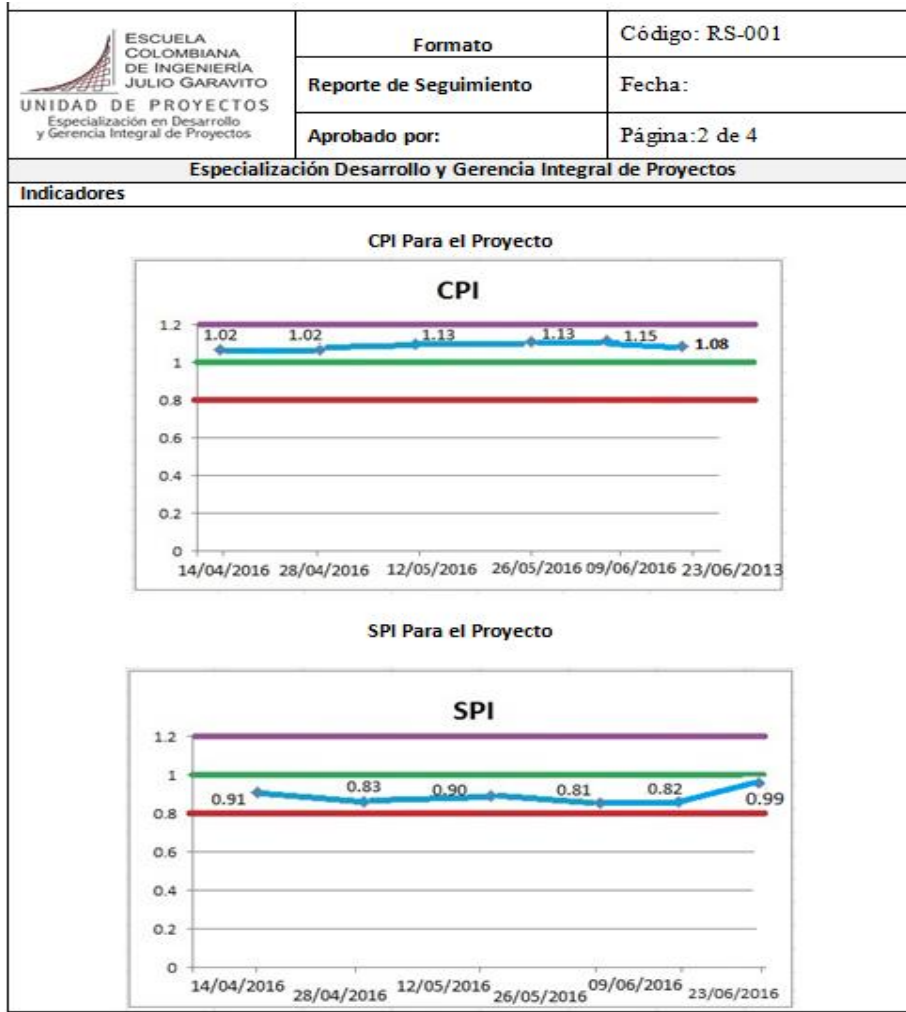 ESCUELA
COLOMBIANA
DE INGENIERÍA
JULIO GARAVITO
UNIDAD DE PROYECTOS
Especialización en Desarrollo
y Gerencia Integral de Proyectos
Formato
Código: RS-001
Reporte de Seguimiento
Fecha:
Aprobado por:
Página:2 de 4
Especialización Desarrollo y Gerencia Integral de Proyectos
Indicadores
CPI Para el Proyecto
CPI
1.2
1.02 1.02 1.13 1.13 1.15 1.08
1
0.8
0.6
0.4
0.2
0
14/04/2016 28/04/2016 12/05/2016 26/05/2016 09/06/2016 23/06/2013
SPI Para el Proyecto
SPI
1.2
1
0.91 0.83 0.90 0.81 0.82 0.99
0.8
0.6
0.4
0.2
0
14/04/2016 28/04/2016 12/05/2016 26/05/2016 09/06/2016 23/06/2016